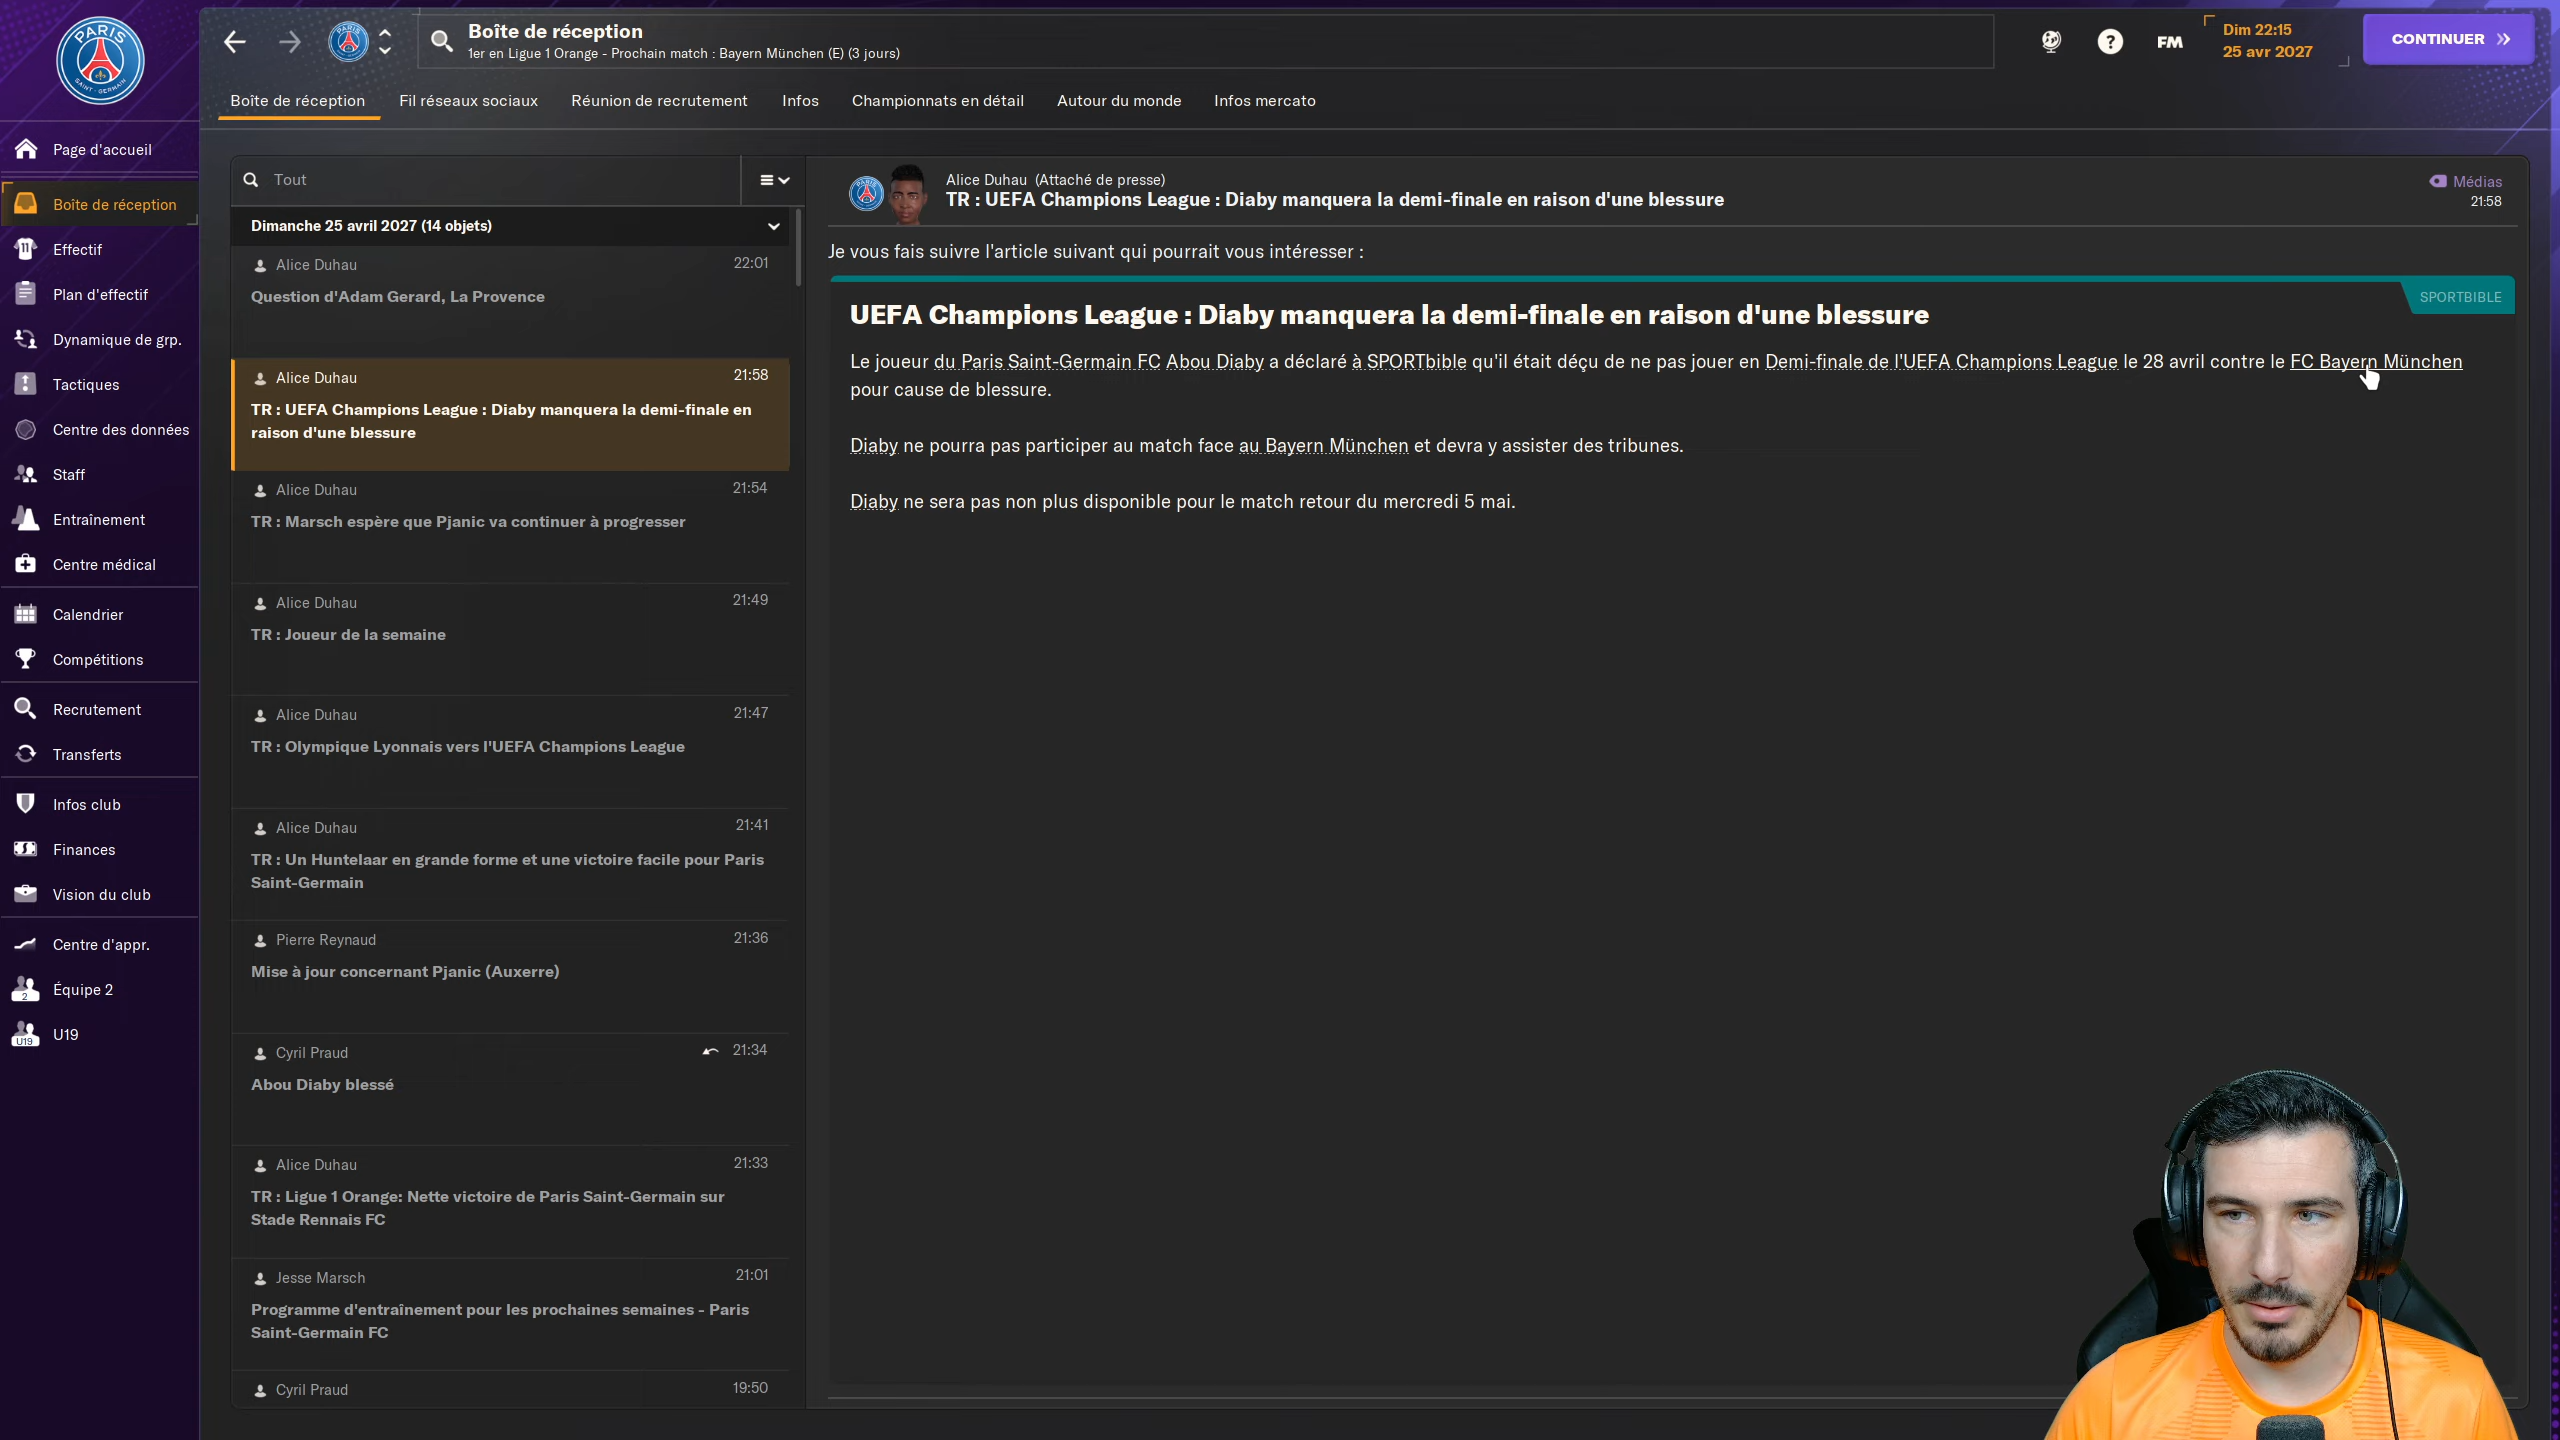 PARIS
SAINT-GERMAIN
Boîte de réception
1er en Ligue 1 Orange - Prochain match : Bayern München (E) (3 jours)
FM
Dim 22:15
25 avr 2027
CONTINUER
Boîte de réception
Fil réseaux sociaux
Réunion de recrutement
Infos
Championnats en détail
Autour du monde
Infos mercato
Page d'accueil
Boîte de réception
Effectif
Plan d'effectif
Dynamique de grp.
Tactiques
Centre des données
Staff
Entraînement
Centre médical
Calendrier
Compétitions
Recrutement
Transferts
Infos club
Finances
Vision du club
Centre d'appr.
2
Équipe 2
U19
U19
Tout
Dimanche 25 avril 2027 (14 objets)
Alice Duhau
22:01
Question d'Adam Gerard, La Provence
Alice Duhau
21:58
TR : UEFA Champions League : Diaby manquera la demi-finale en
raison d'une blessure
Alice Duhau
21:54
TR : Marsch espère que Pjanic va continuer à progresser
Alice Duhau
21:49
TR : Joueur de la semaine
Alice Duhau
21:47
TR : Olympique Lyonnais vers l'UEFA Champions League
Alice Duhau
21:41
TR : Un Huntelaar en grande forme et une victoire facile pour Paris
Saint-Germain
Pierre Reynaud
21:36
Mise à jour concernant Pjanic (Auxerre)
Cyril Praud
21:34
Abou Diaby blessé
Alice Duhau
21:33
TR : Ligue 1 Orange: Nette victoire de Paris Saint-Germain sur
Stade Rennais FC
Jesse Marsch
21:01
Programme d'entraînement pour les prochaines semaines - Paris
Saint-Germain FC
Cyril Praud
19:50
Alice Duhau (Attaché de presse)
TR : UEFA Champions League : Diaby manquera la demi-finale en raison d'une blessure
Médias
21:58
Je vous fais suivre l'article suivant qui pourrait vous intéresser :
SPORTBIBLE
UEFA Champions League : Diaby manquera la demi-finale en raison d'une blessure
Le joueur du Paris Saint-Germain FC Abou Diaby a déclaré à SPORTbible qu'il était déçu de ne pas jouer en Demi-finale de l'UEFA Champions League le 28 avril contre le FC Bayern München
pour cause de blessure.
Diaby ne pourra pas participer au match face au Bayern München et devra y assister des tribunes.
Diaby ne sera pas non plus disponible pour le match retour du mercredi 5 mai.